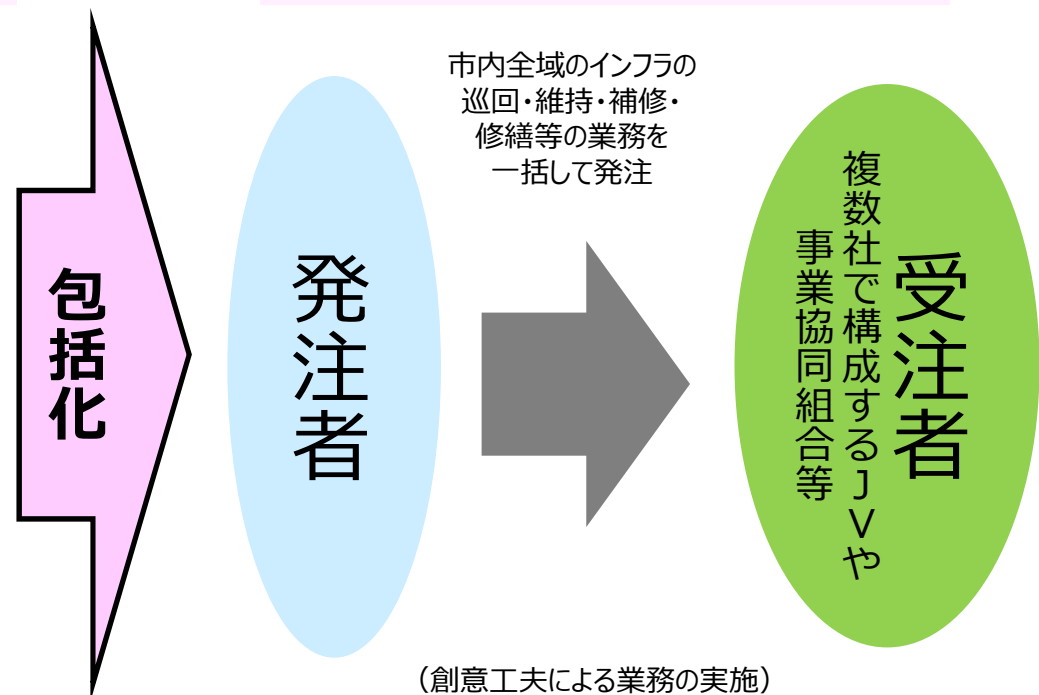 包括化
発注者
市内全域のインフラの
巡回・維持・補修・
修繕等の業務を
一括して発注
受注者
複数社で構成するJVや
事業協同組合等
（創意工夫による業務の実施）